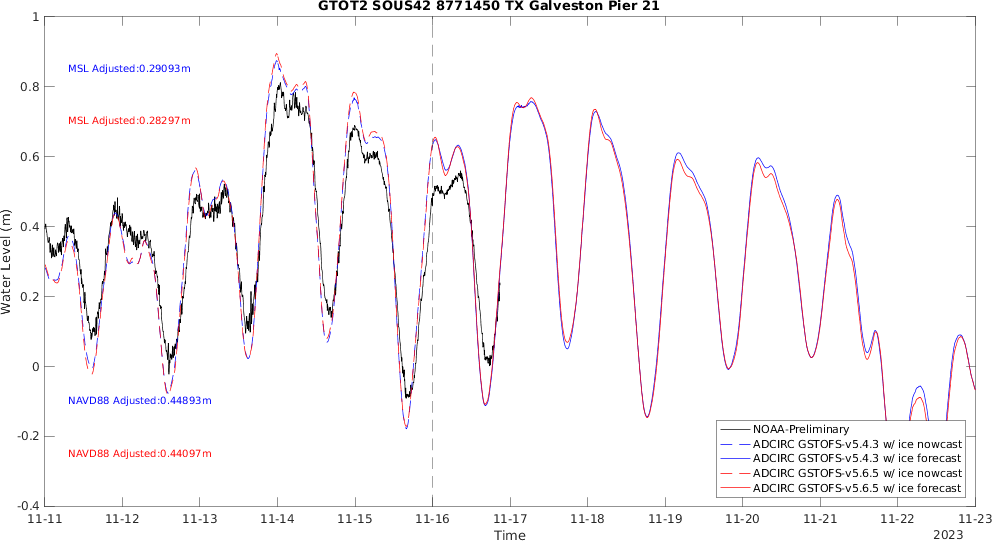 GTOT2 SOUS42 8771450 TX Galveston Pier 21
1
0.8
0.6
0.4
0.2
0
-0.2
-0.4
Water Level (m)
MSL Adjusted:0.29093m
MSL Adjusted:0.28297m
NAVD88 Adjusted:0.44893m
NAVD88 Adjusted:0.44097m
NOAA-Preliminary
ADCIRC GSTOFS-v5.4.3 w/ ice nowcast
ADCIRC GSTOFS-v5.4.3 w/ ice forecast
ADCIRC GSTOFS-v5.6.5 w/ ice nowcast
ADCIRC GSTOFS-v5.6.5 w/ ice forecast
11-11 11-12 11-13 11-14 11-15 11-16 11-17 11-18 11-19 11-20 11-21 11-22 11-23
Time
2023